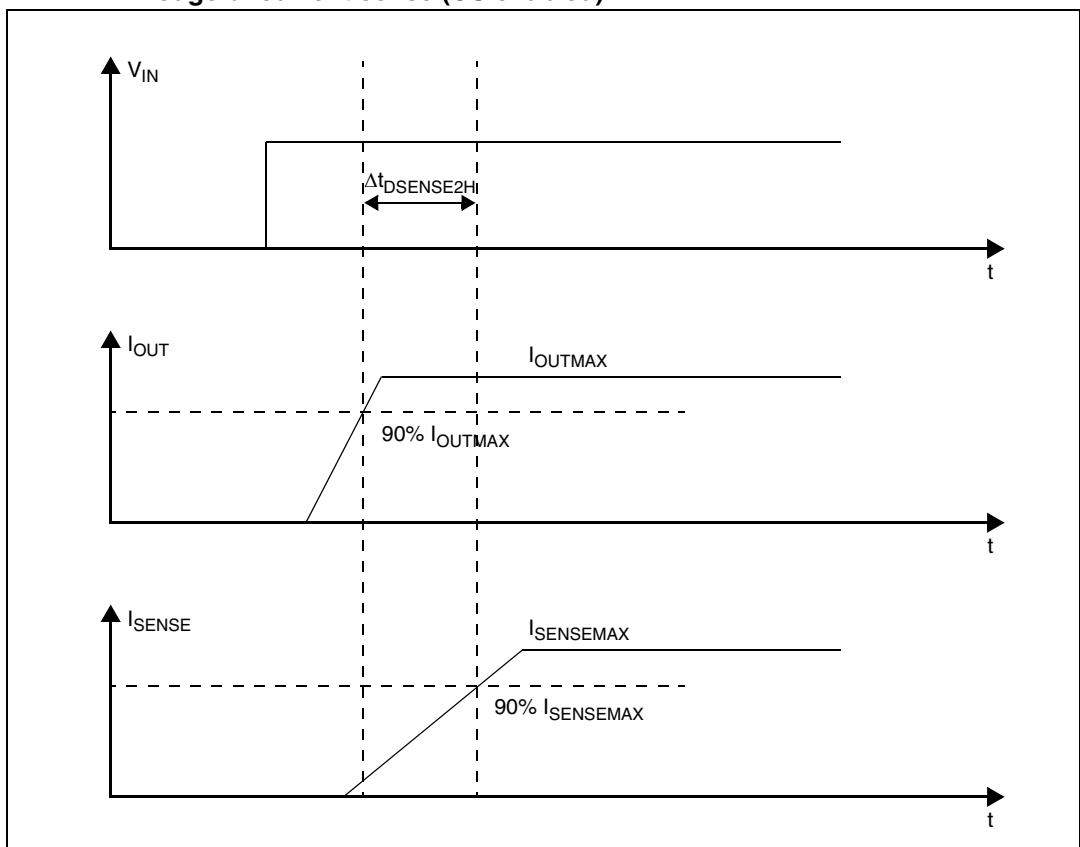 V_IN
Δt_DSENSE2H
t
I_OUT
I_OUTMAX
90% I_OUTMAX
t
I_SENSE
I_SENSEMAX
90% I_SENSEMAX
t